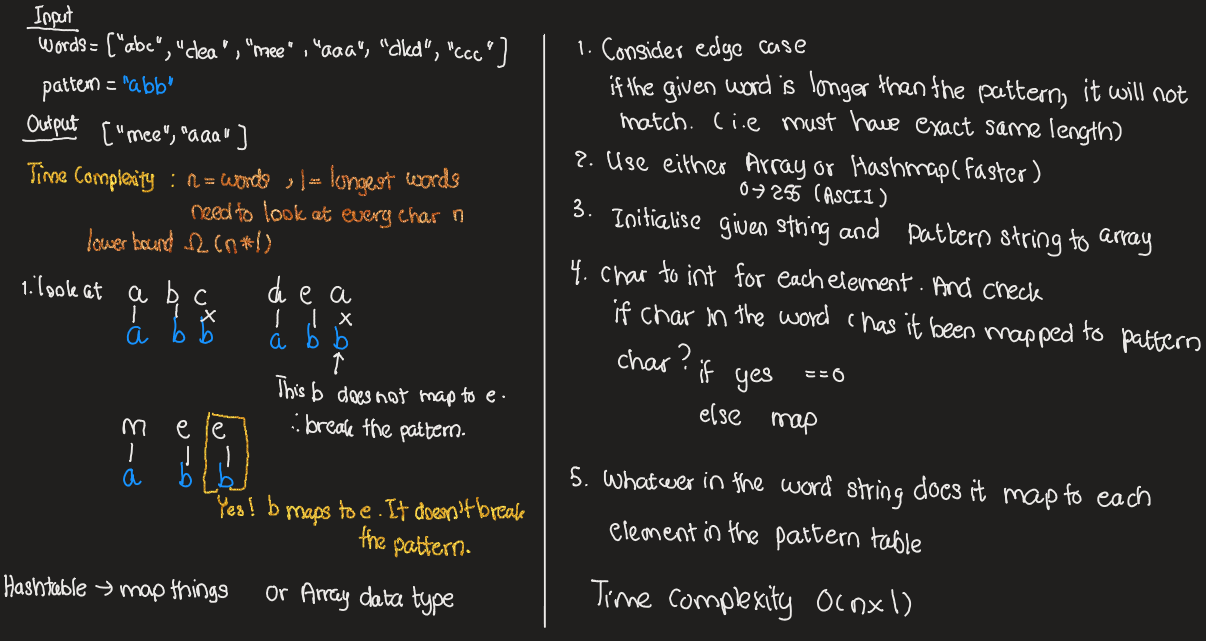 Input
words = ["abc", "dea", "mee", "aaa", "dkd", "ccc"]
pattern = "abb"
Output ["mee", "aaa"]
Time Complexity : n = words , l = longest words
need to look at every char n
lower bound Ω (n*l)
1. look at a b c d e a
x x
a b b a b b
This b does not map to e.
∴ break the pattern.
m e e
a b b
Yes! b maps to e. It doesn't break
the pattern.
Hashtable → map things or Array data type
1. Consider edge case
if the given word is longer than the pattern, it will not
match. (i.e must have exact same length)
2. Use either Array or Hashmap (faster)
0→255 (ASCII)
3. Initialise given string and pattern string to array
4. char to int for each element. And check
if char in the word (has it been mapped to pattern
char? if yes ==0
else map
5. Whatever in the word string does it map to each
element in the pattern table
Time Complexity O(n×l)